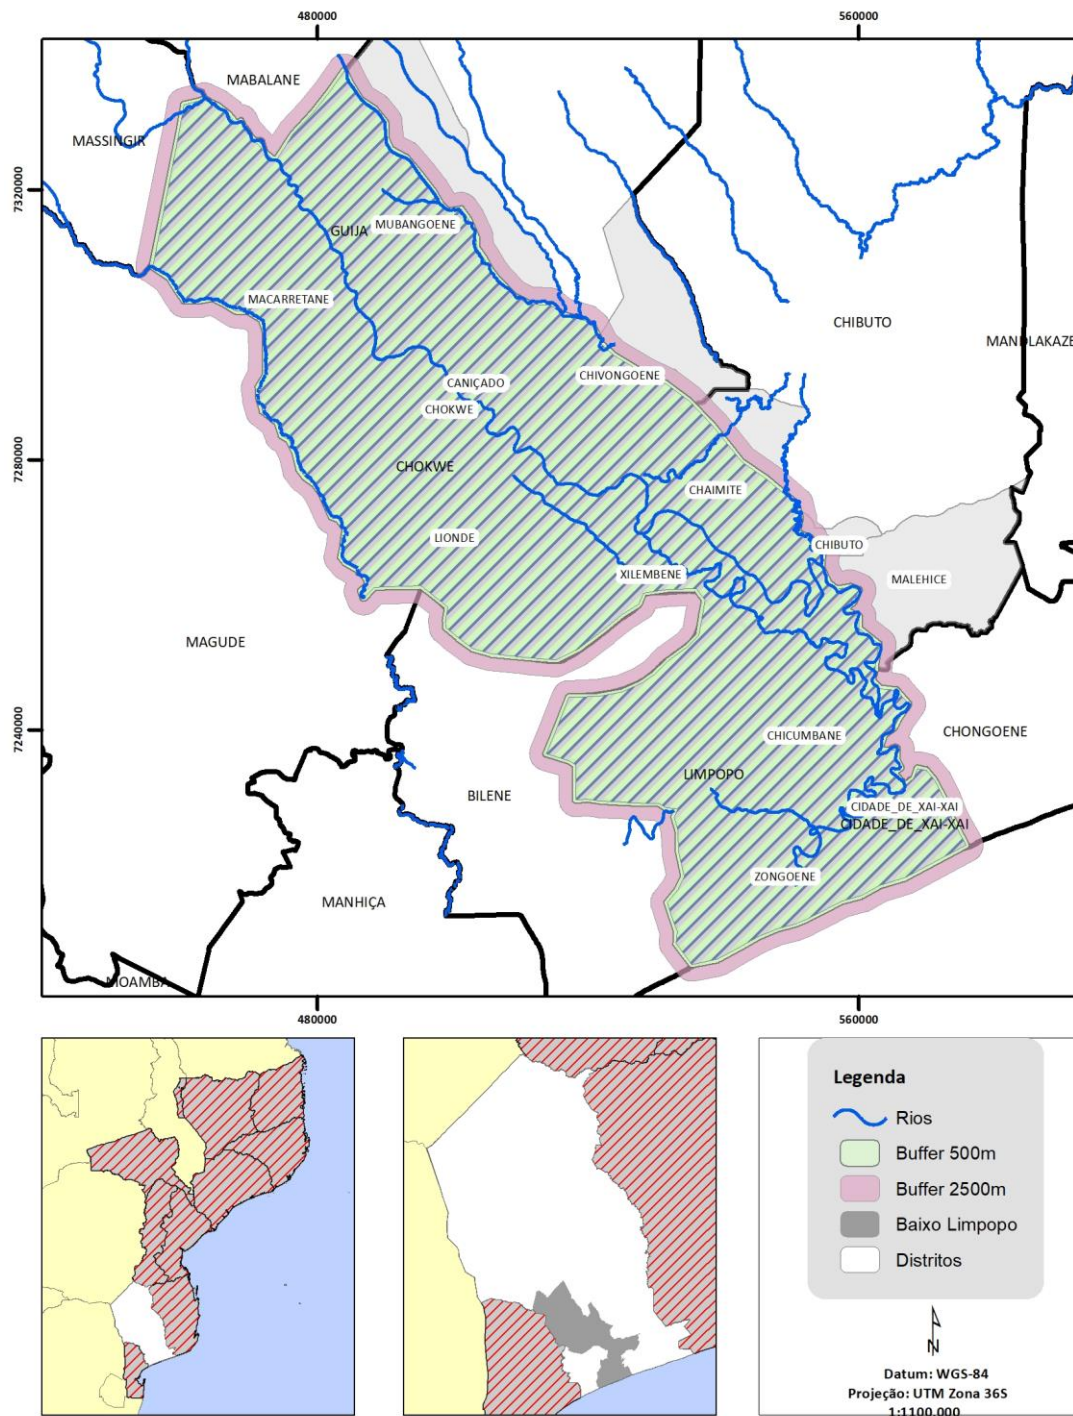 480000
560000
MABALANE
MASSINGIR
7320000
MUBANGOENE
GUIJA
MACARRETANE
CHIBUTO
MANDLAKAZE
CHIVONGOENE
CANIÇADO
CHOKWE
CHOKWE
7280000
CHAIMITE
LIONDE
CHIBUTO
XILEMBENE
MALEHICE
MAGUDE
7240000
CHICUMBANE
CHONGOENE
LIMPOPO
BILENE
CIDADE_DE_XAI-XAI
CIDADE_DE_XAI-XAI
ZONGOENE
MANHIÇA
MOAMBA
480000
560000
Legenda
Rios
Buffer 500m
Buffer 2500m
Baixo Limpopo
Distritos
N
Datum: WGS-84
Projeção: UTM Zona 36S
1:1100.000